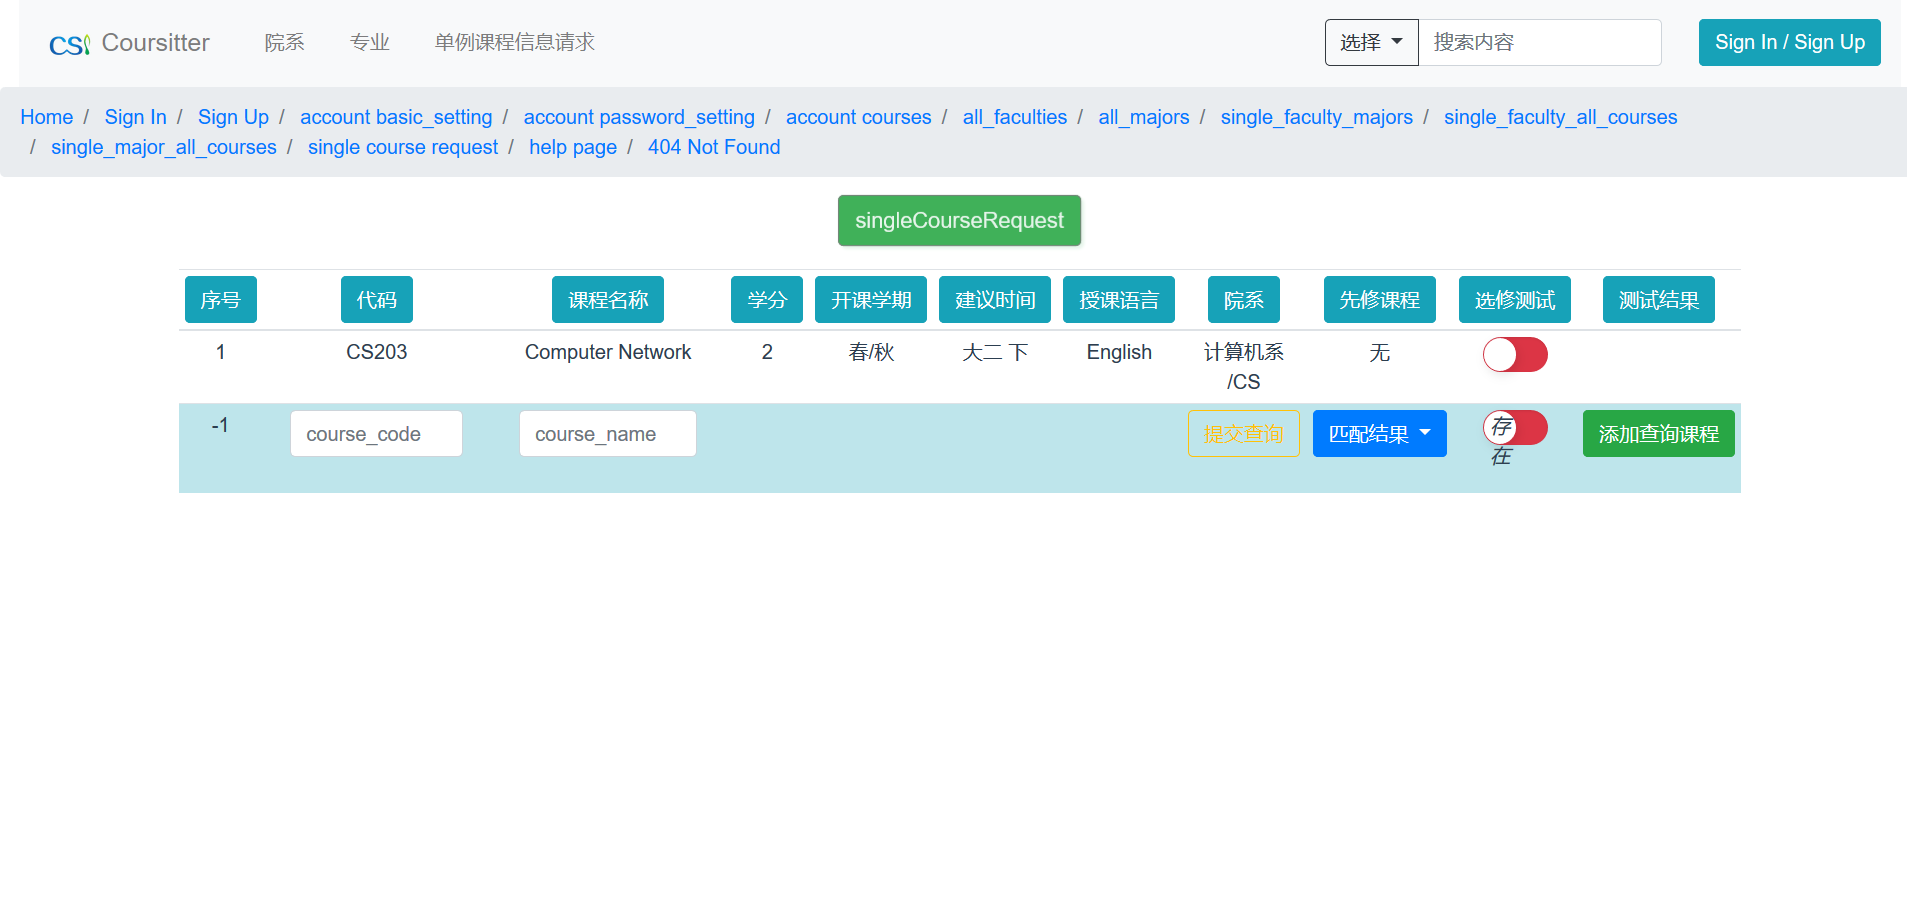 CS Coursitter 院系 专业 单例课程信息请求 选择 搜索内容 Sign In / Sign Up
Home / Sign In / Sign Up / account basic_setting / account password_setting / account courses / all_faculties / all_majors / single_faculty_majors / single_faculty_all_courses
/ single_major_all_courses / single course request / help page / 404 Not Found
singleCourseRequest
序号 代码 课程名称 学分 开课学期 建议时间 授课语言 院系 先修课程 选修测试 测试结果
1 CS203 Computer Network 2 春/秋 大二 下 English 计算机系 无
/CS
-1 course_code course_name 提交查询 匹配结果 存 添加查询课程
在